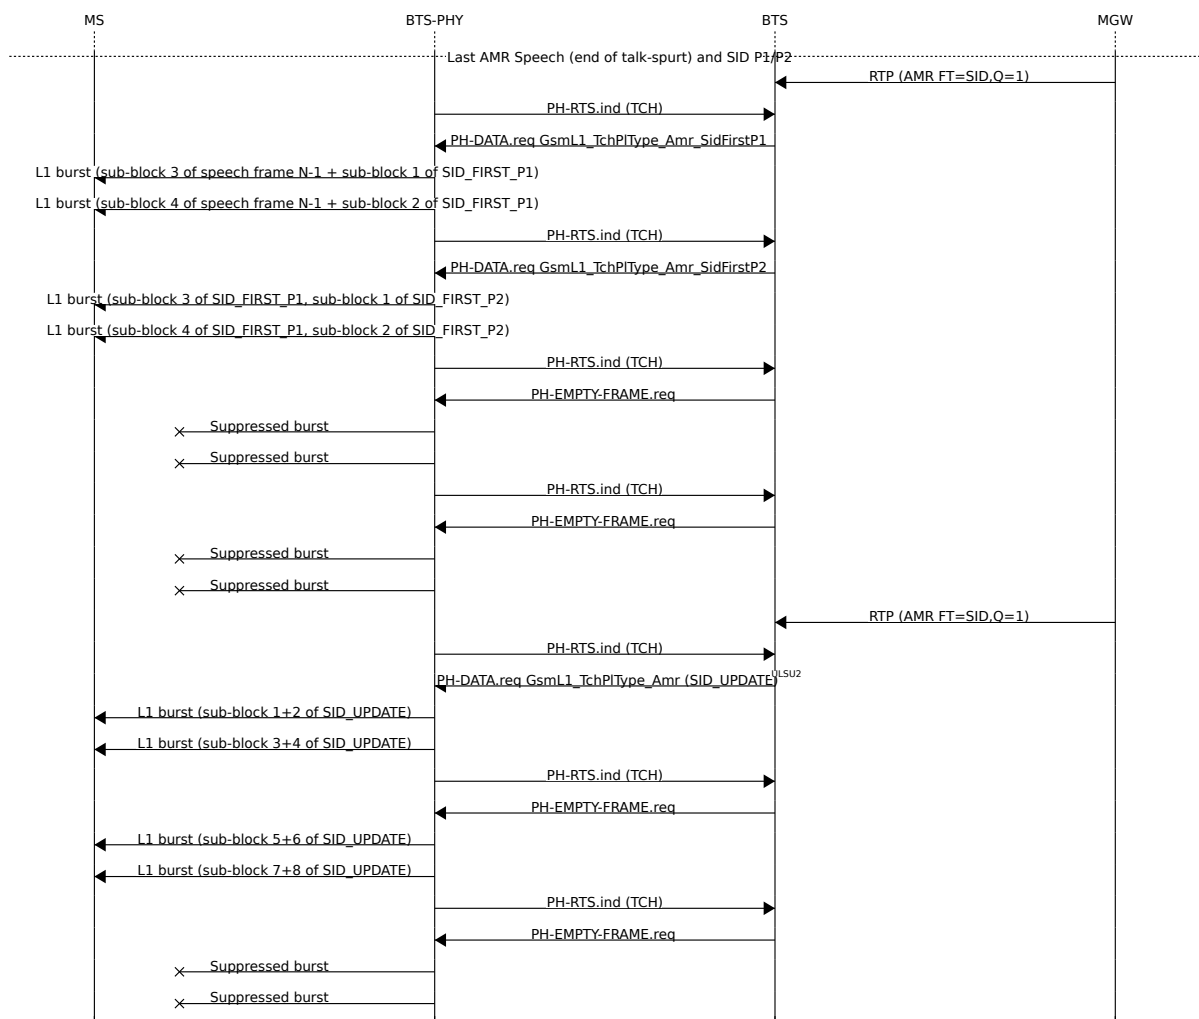 MS BTS-PHY BTS MGW
Last AMR Speech (end of talk-spurt) and SID P1/P2
RTP (AMR FT=SID,Q=1)
PH-RTS.ind (TCH)
PH-DATA.req GsmL1_TchPlType_Amr_SidFirstP1
L1 burst (sub-block 3 of speech frame N-1 + sub-block 1 of SID_FIRST_P1)
L1 burst (sub-block 4 of speech frame N-1 + sub-block 2 of SID_FIRST_P1)
PH-RTS.ind (TCH)
PH-DATA.req GsmL1_TchPlType_Amr_SidFirstP2
L1 burst (sub-block 3 of SID_FIRST_P1, sub-block 1 of SID_FIRST_P2)
L1 burst (sub-block 4 of SID_FIRST_P1, sub-block 2 of SID_FIRST_P2)
PH-RTS.ind (TCH)
PH-EMPTY-FRAME.req
Suppressed burst
Suppressed burst
PH-RTS.ind (TCH)
PH-EMPTY-FRAME.req
Suppressed burst
Suppressed burst
RTP (AMR FT=SID,Q=1)
PH-RTS.ind (TCH)
PH-DATA.req GsmL1_TchPlType_Amr (SID_UPDATE) ULSU2
L1 burst (sub-block 1+2 of SID_UPDATE)
L1 burst (sub-block 3+4 of SID_UPDATE)
PH-RTS.ind (TCH)
PH-EMPTY-FRAME.req
L1 burst (sub-block 5+6 of SID_UPDATE)
L1 burst (sub-block 7+8 of SID_UPDATE)
PH-RTS.ind (TCH)
PH-EMPTY-FRAME.req
Suppressed burst
Suppressed burst